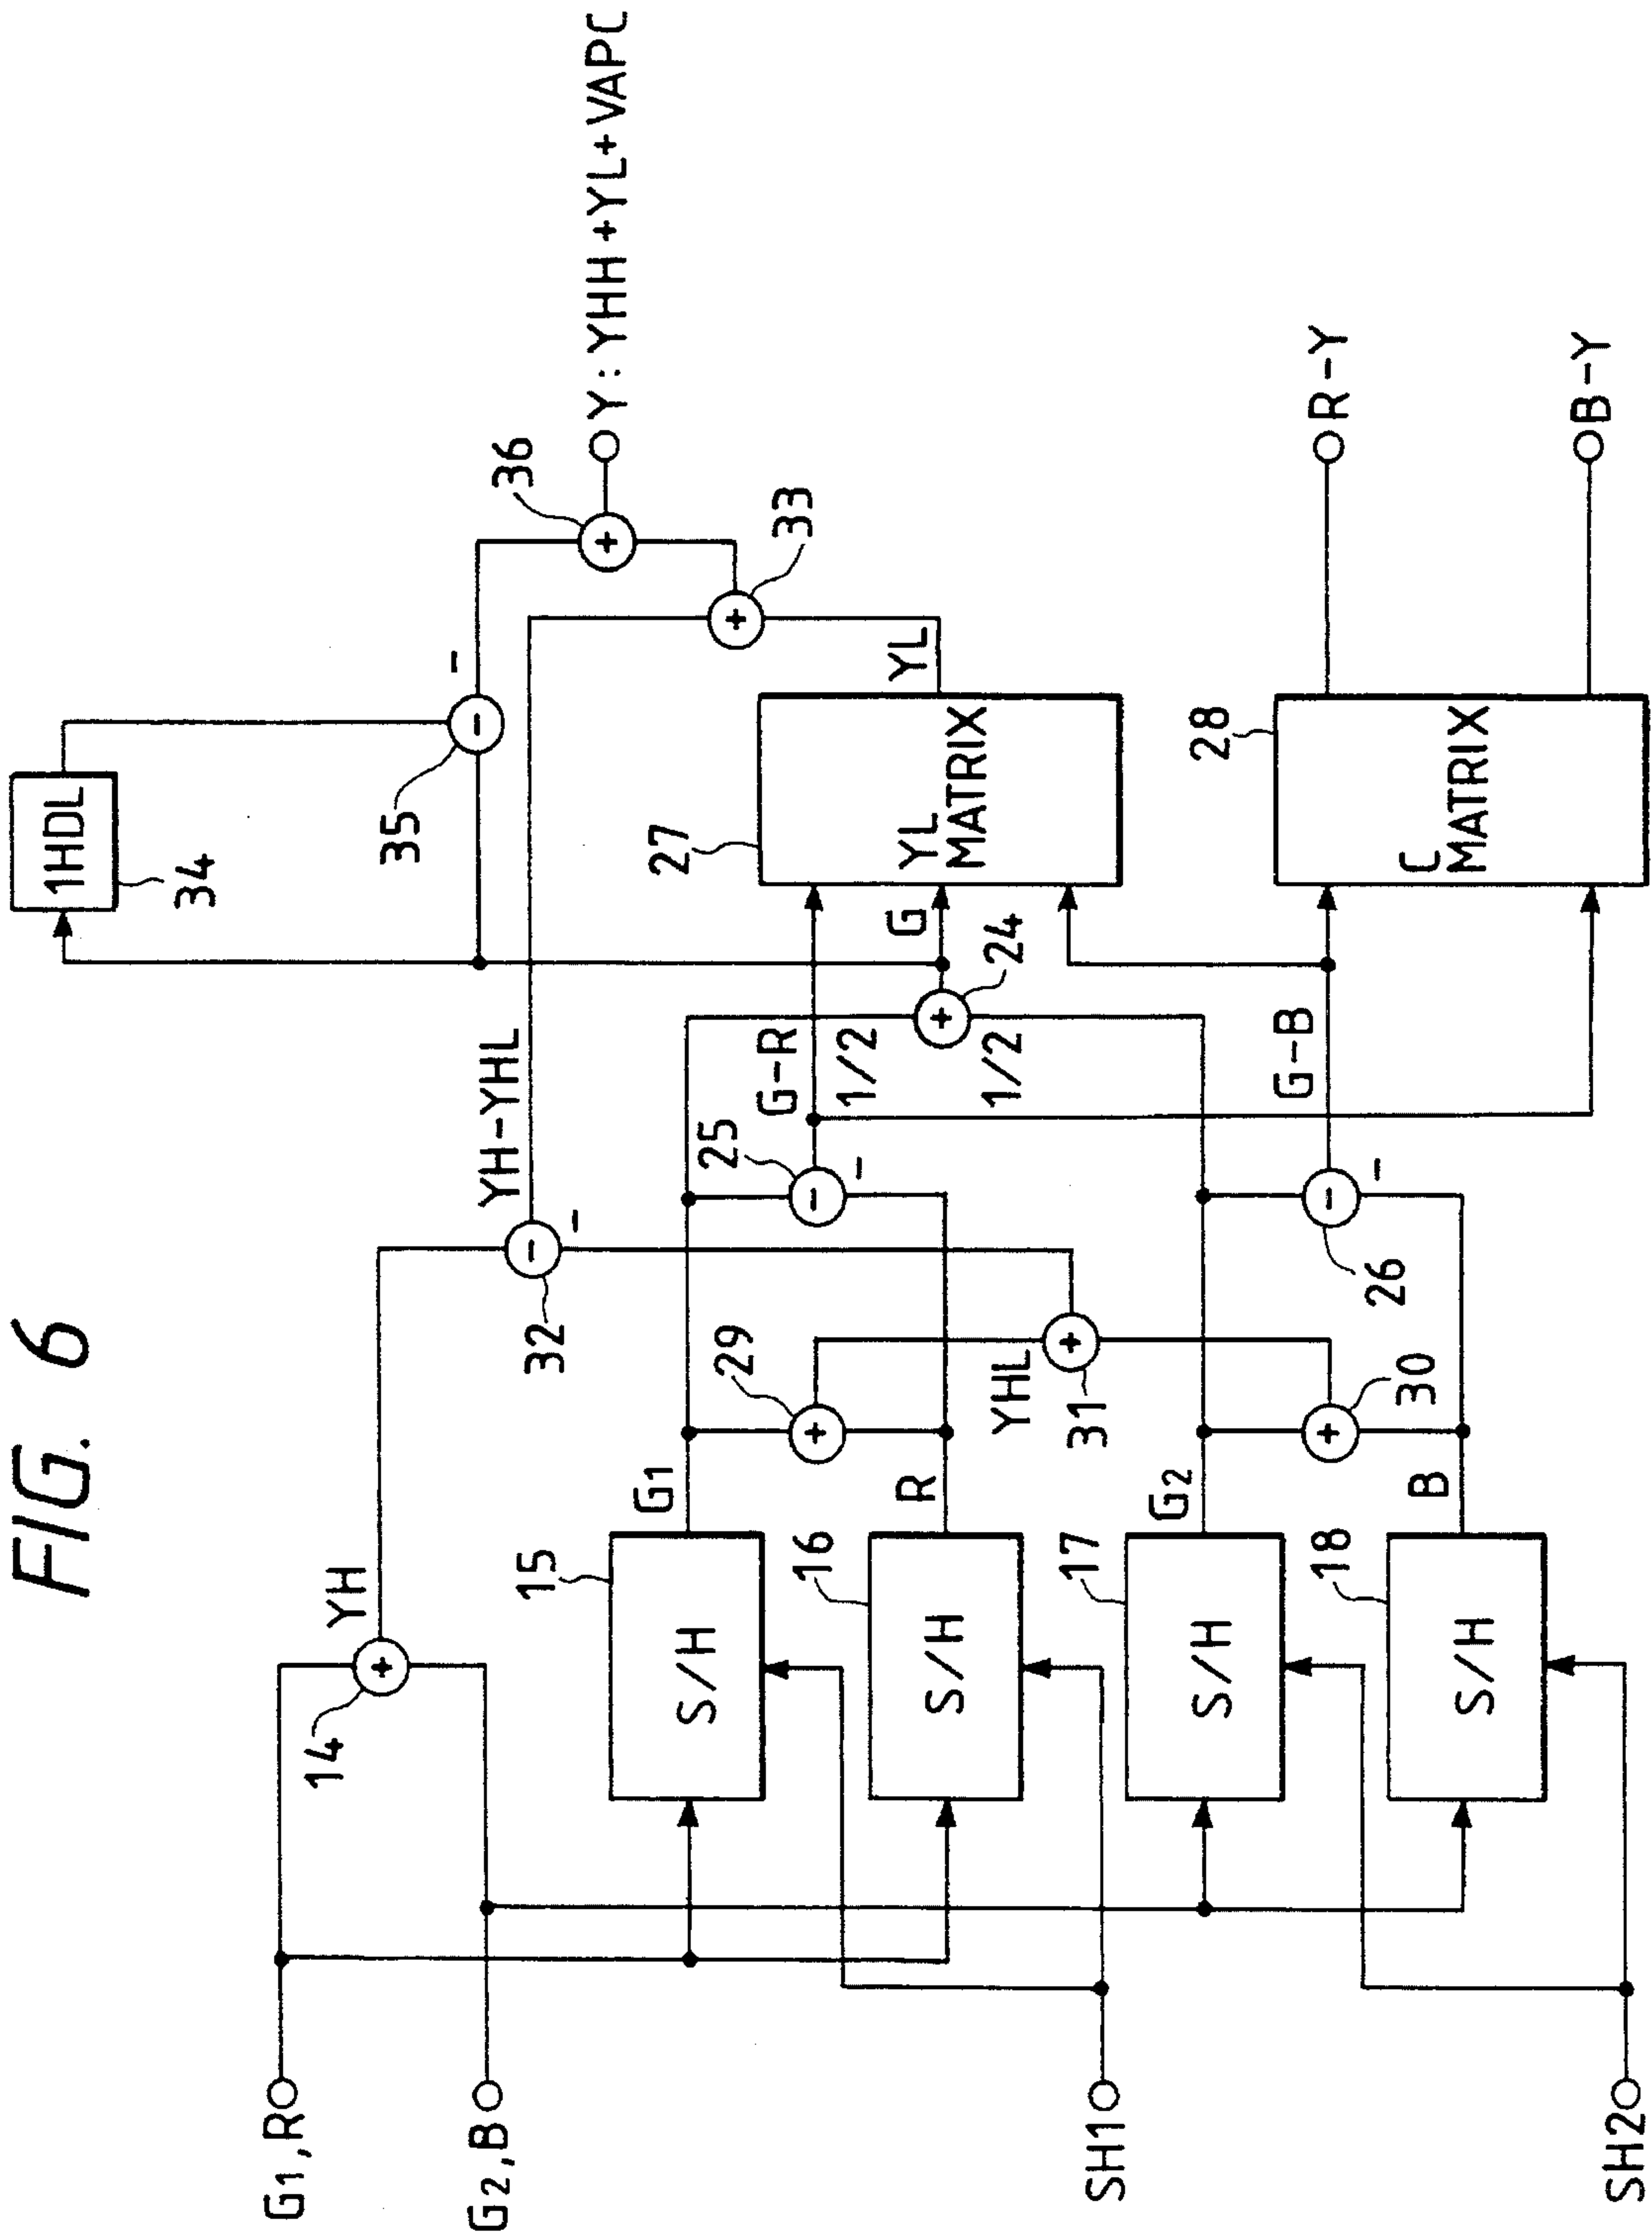 FIG. 6
1HDL
34
35
36
Y : YHH + YL + VAPC
33
YH-YHL
32
YH
14
G1,R
G2,B
SH1
SH2
15
S/H
G1
16
S/H
R
17
S/H
G2
18
S/H
B
29
YHL
31
30
25
G-R
1/2
1/2
24
G
26
G-B
27
YL
MATRIX
YL
28
C
MATRIX
R-Y
B-Y
+
+
+
+
+
+
+
-
-
-
-
-
-
-
-